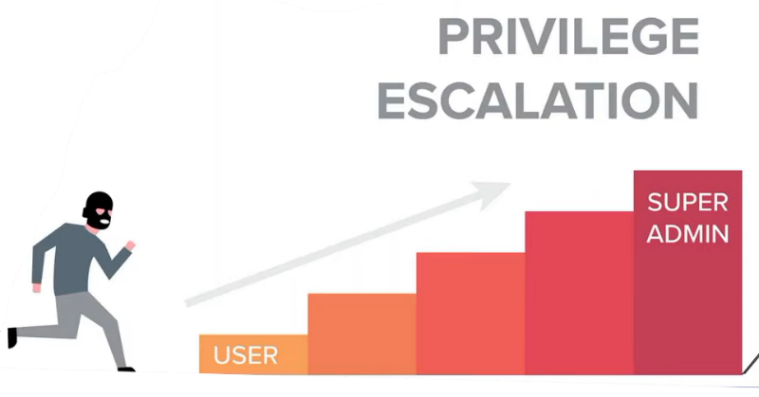 PRIVILEGE
ESCALATION
SUPER
ADMIN
USER